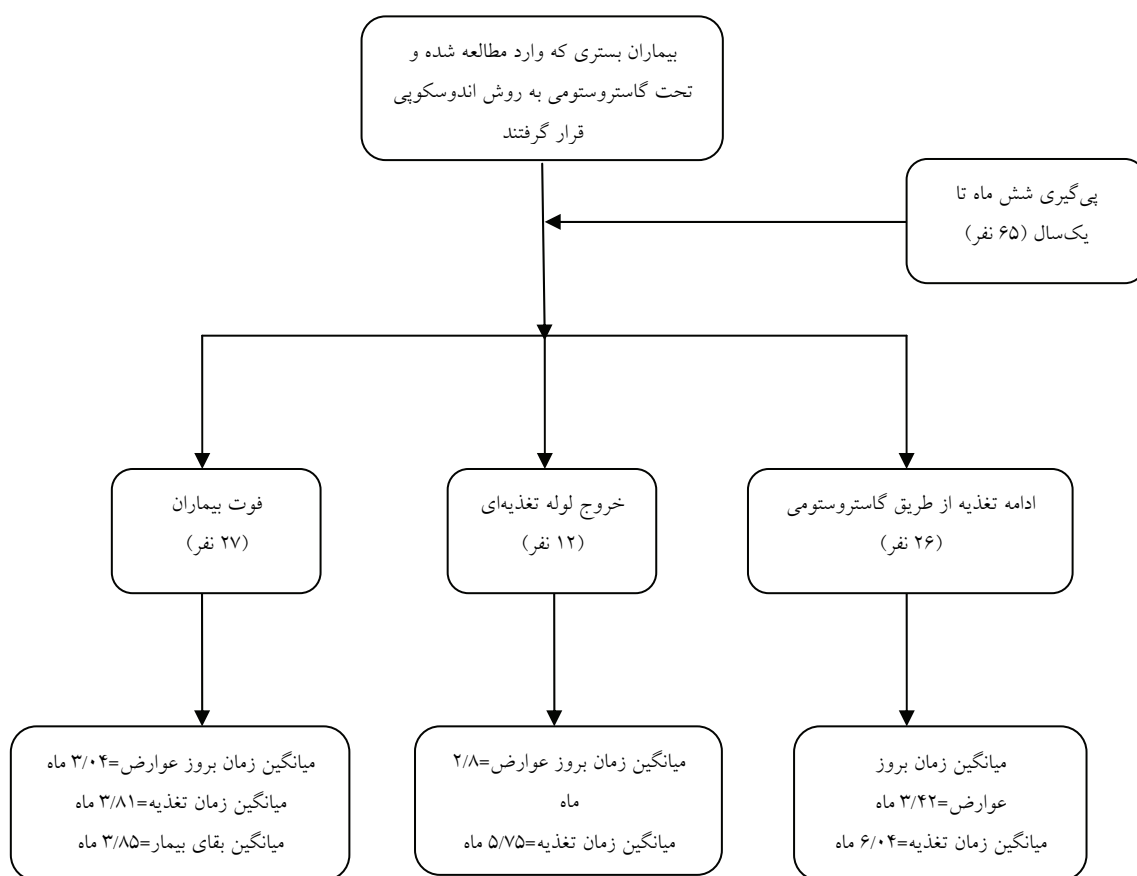 بیماران بستری که وارد مطالعه شده و
تحت گاستروستومی به روش اندوسکوپی
قرار گرفتند
پی‌گیری شش ماه تا
یک‌سال (۶۵ نفر)
ادامه تغذیه از طریق گاستروستومی
(۲۶ نفر)
خروج لوله تغذیه‌ای
(۱۲ نفر)
فوت بیماران
(۲۷ نفر)
میانگین زمان بروز
عوارض=۳/۴۲ ماه
میانگین زمان تغذیه=۶/۰۴ ماه
میانگین زمان بروز عوارض=۲/۸
ماه
میانگین زمان تغذیه=۵/۷۵ ماه
میانگین زمان بروز عوارض=۳/۰۴ ماه
میانگین زمان تغذیه=۳/۸۱ ماه
میانگین بقای بیمار=۳/۸۵ ماه